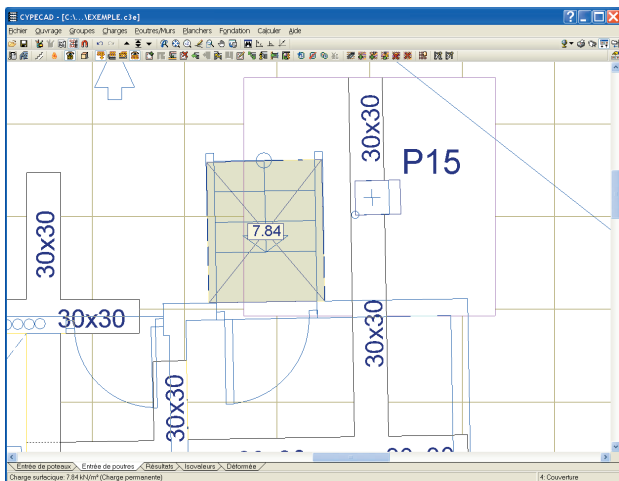 CYPECAD - [C:\...\EXEMPLE.c3e]
Fichier Ouvrage Groupes Charges Poutres/Murs Planchers Fondation Calculer Aide
30x30
P15
30x30
7.84
30x30
30x30
30x30
30x30
30x30
Entrée de poteaux Entrée de poutres Résultats Isovaleurs Déformée
Charge surfacique: 7.84 kN/m² (Charge permanente) 4: Couverture